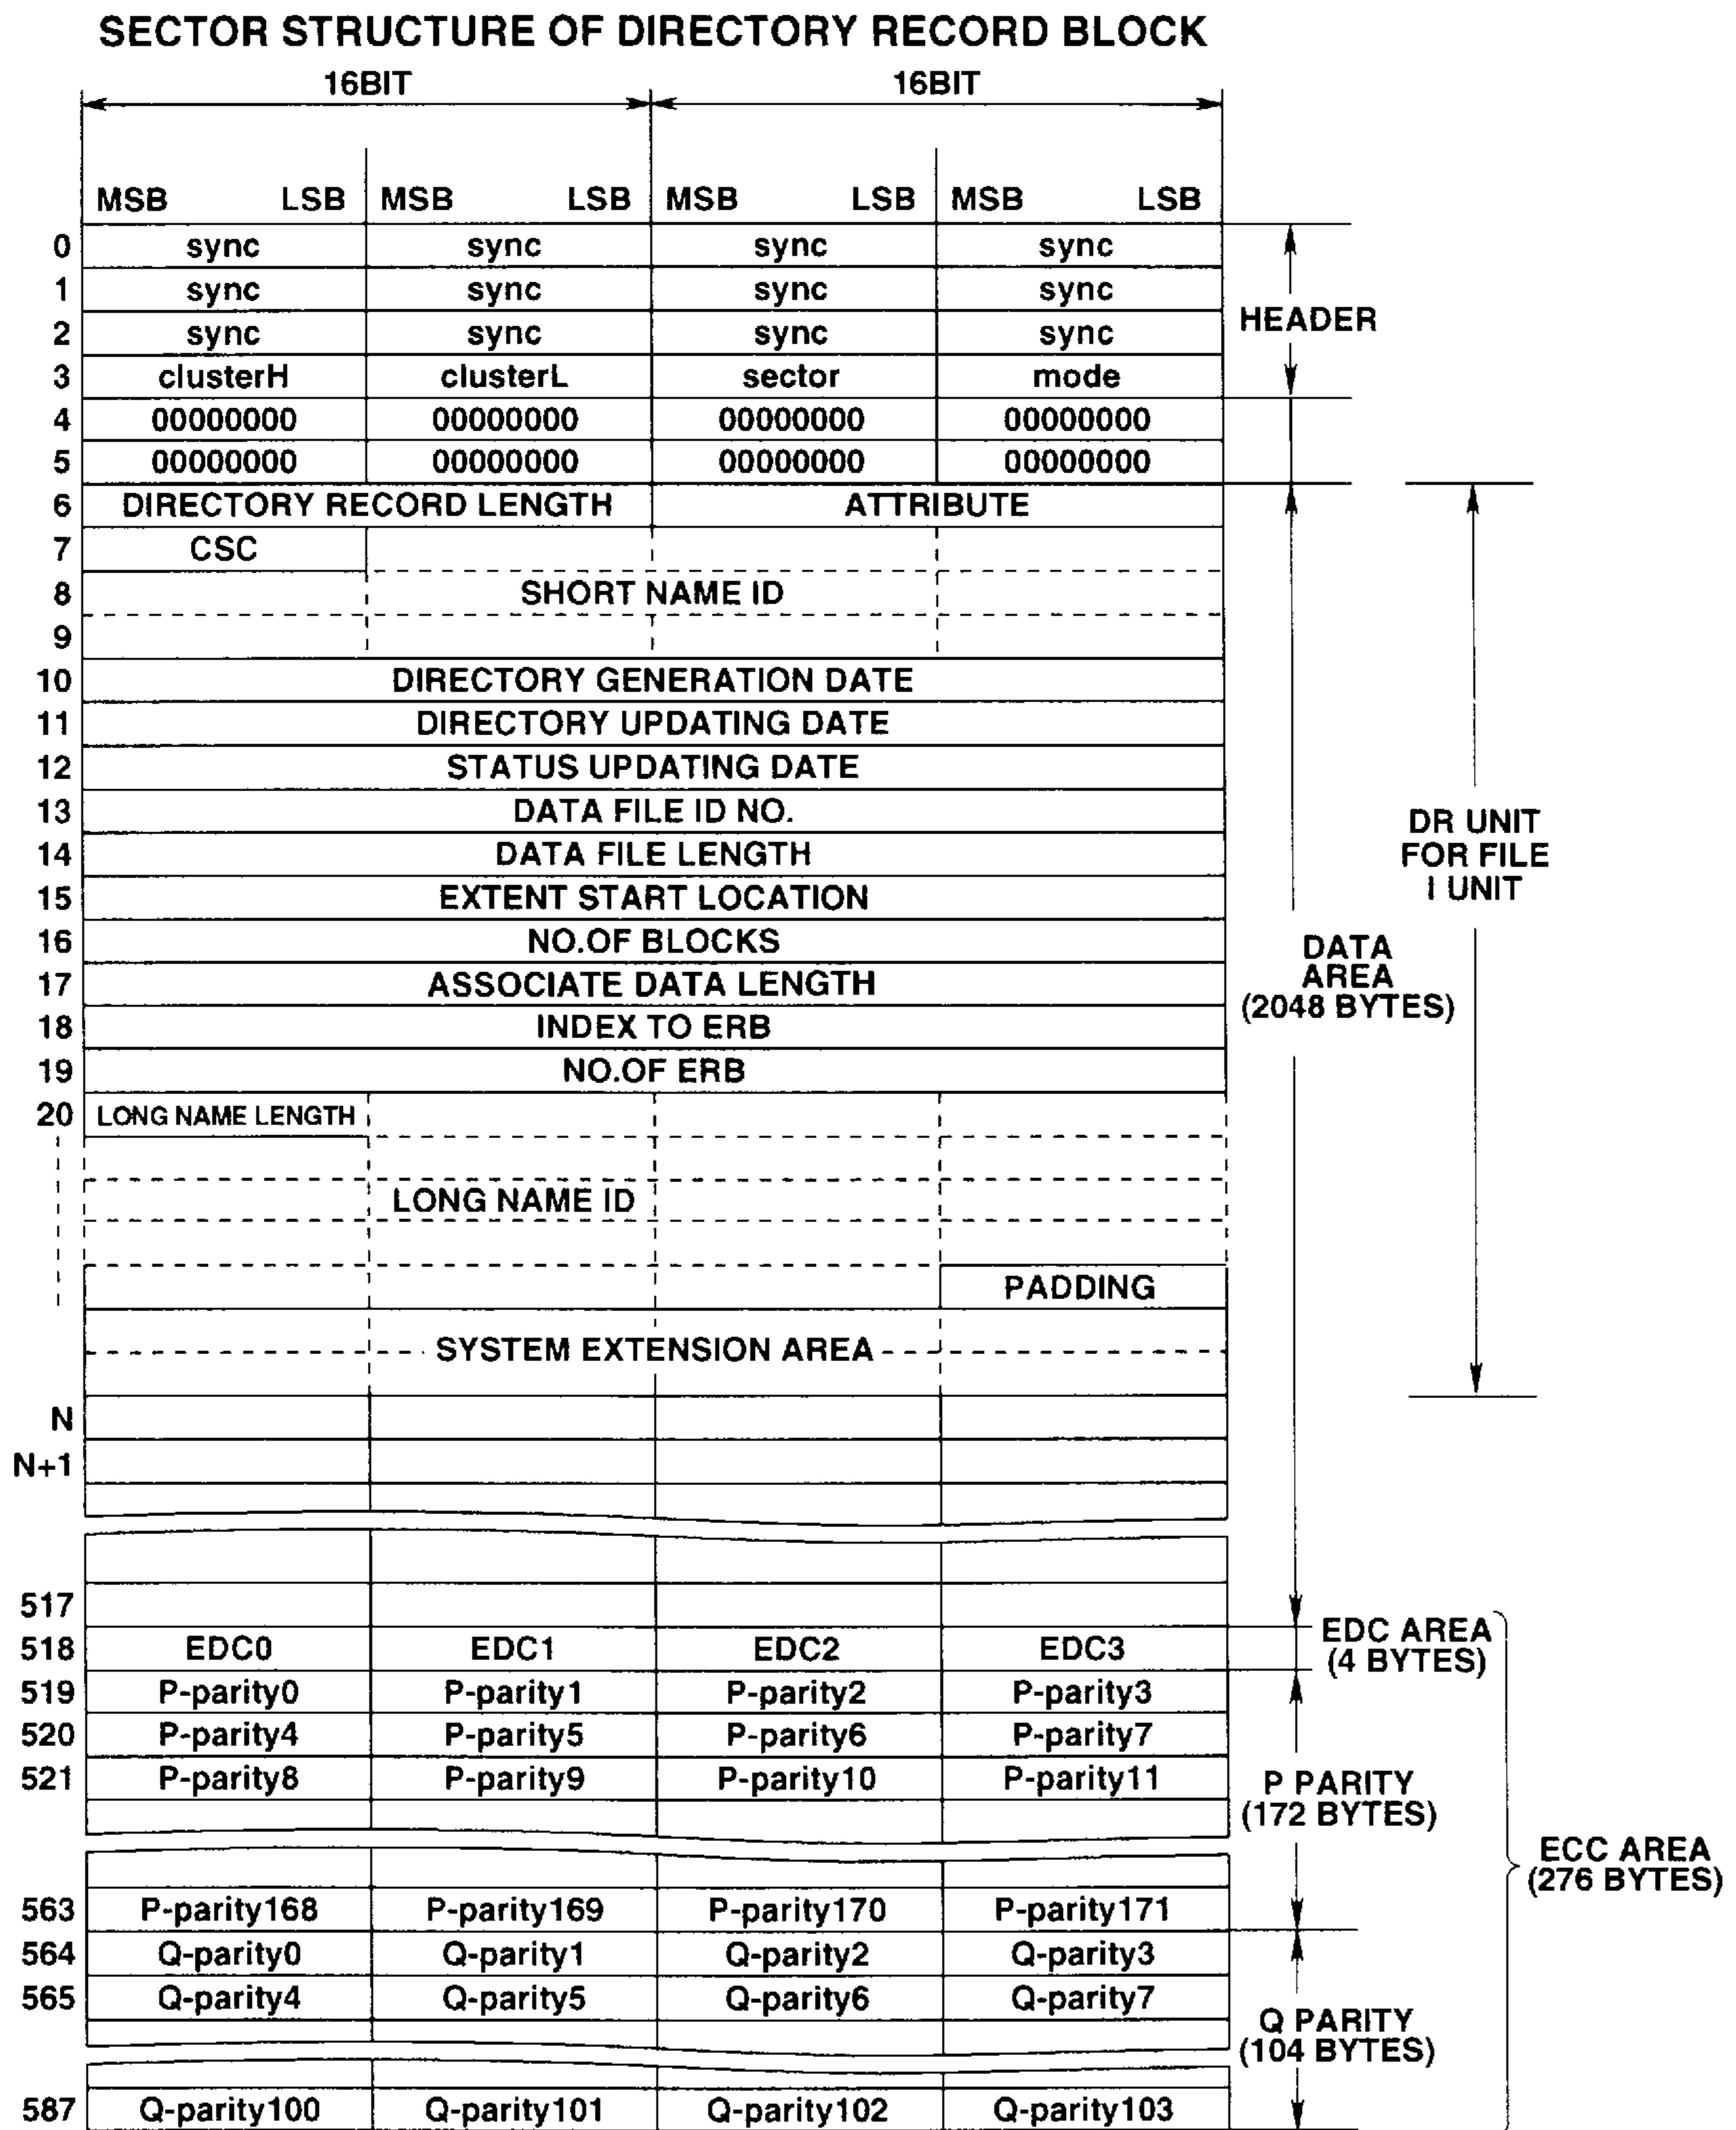 SECTOR STRUCTURE OF DIRECTORY RECORD BLOCK
16BIT 16BIT
MSB LSB MSB LSB MSB LSB MSB LSB
0 sync sync sync sync
1 sync sync sync sync
2 sync sync sync sync
HEADER
3 clusterH clusterL sector mode
4 00000000 00000000 00000000 00000000
5 00000000 00000000 00000000 00000000
6 DIRECTORY RECORD LENGTH ATTRIBUTE
7 CSC
8 SHORT NAME ID
9
10 DIRECTORY GENERATION DATE
11 DIRECTORY UPDATING DATE
12 STATUS UPDATING DATE
13 DATA FILE ID NO.
14 DATA FILE LENGTH
15 EXTENT START LOCATION
16 NO.OF BLOCKS
17 ASSOCIATE DATA LENGTH
18 INDEX TO ERB
19 NO.OF ERB
20 LONG NAME LENGTH
LONG NAME ID
PADDING
SYSTEM EXTENSION AREA
DR UNIT
FOR FILE
I UNIT
DATA
AREA
(2048 BYTES)
N
N+1
517
518 EDC0 EDC1 EDC2 EDC3
EDC AREA
(4 BYTES)
519 P-parity0 P-parity1 P-parity2 P-parity3
520 P-parity4 P-parity5 P-parity6 P-parity7
521 P-parity8 P-parity9 P-parity10 P-parity11
P PARITY
(172 BYTES)
ECC AREA
(276 BYTES)
563 P-parity168 P-parity169 P-parity170 P-parity171
564 Q-parity0 Q-parity1 Q-parity2 Q-parity3
565 Q-parity4 Q-parity5 Q-parity6 Q-parity7
Q PARITY
(104 BYTES)
587 Q-parity100 Q-parity101 Q-parity102 Q-parity103